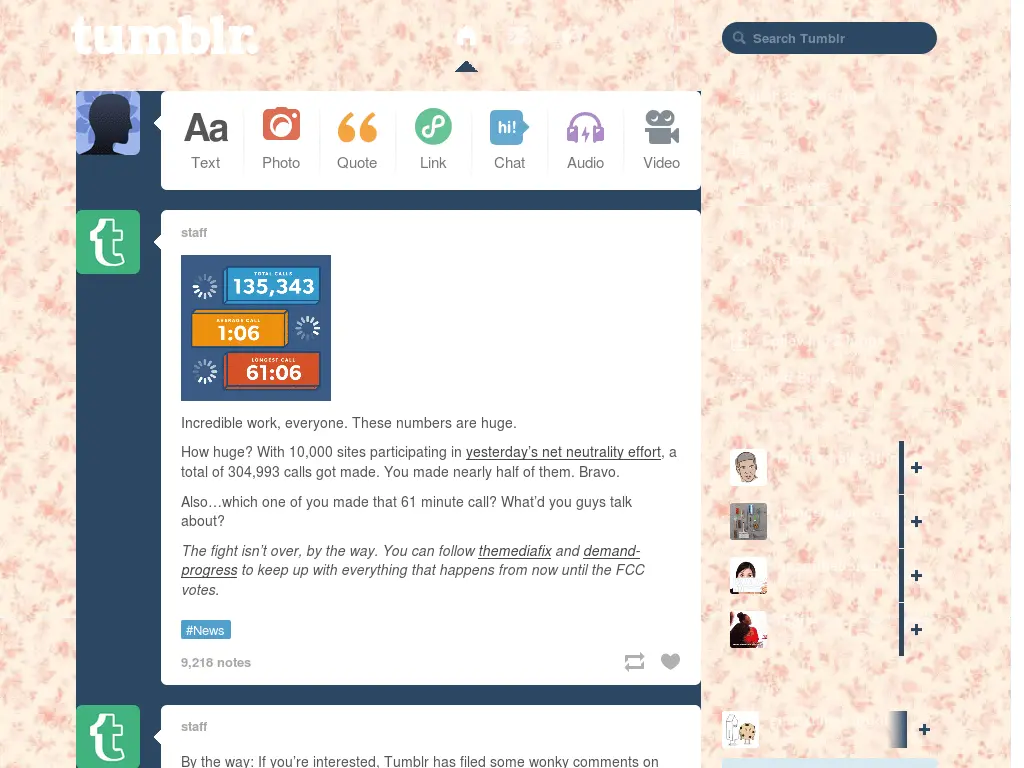 tumblr.
Search Tumblr
Aa
hi!
Text
Photo
Quote
Link
Chat
Audio
Video
staff
TOTAL CALLS
135,343
AVERAGE CALL
1:06
LONGEST CALL
61:06
Incredible work, everyone. These numbers are huge.
How huge? With 10,000 sites participating in yesterday's net neutrality effort, a
total of 304,993 calls got made. You made nearly half of them. Bravo.
Also…which one of you made that 61 minute call? What'd you guys talk
about?
The fight isn't over, by the way. You can follow themediafix and demand-
progress to keep up with everything that happens from now until the FCC
votes.
#News
9,218 notes
staff
By the way: If you're interested, Tumblr has filed some wonky comments on